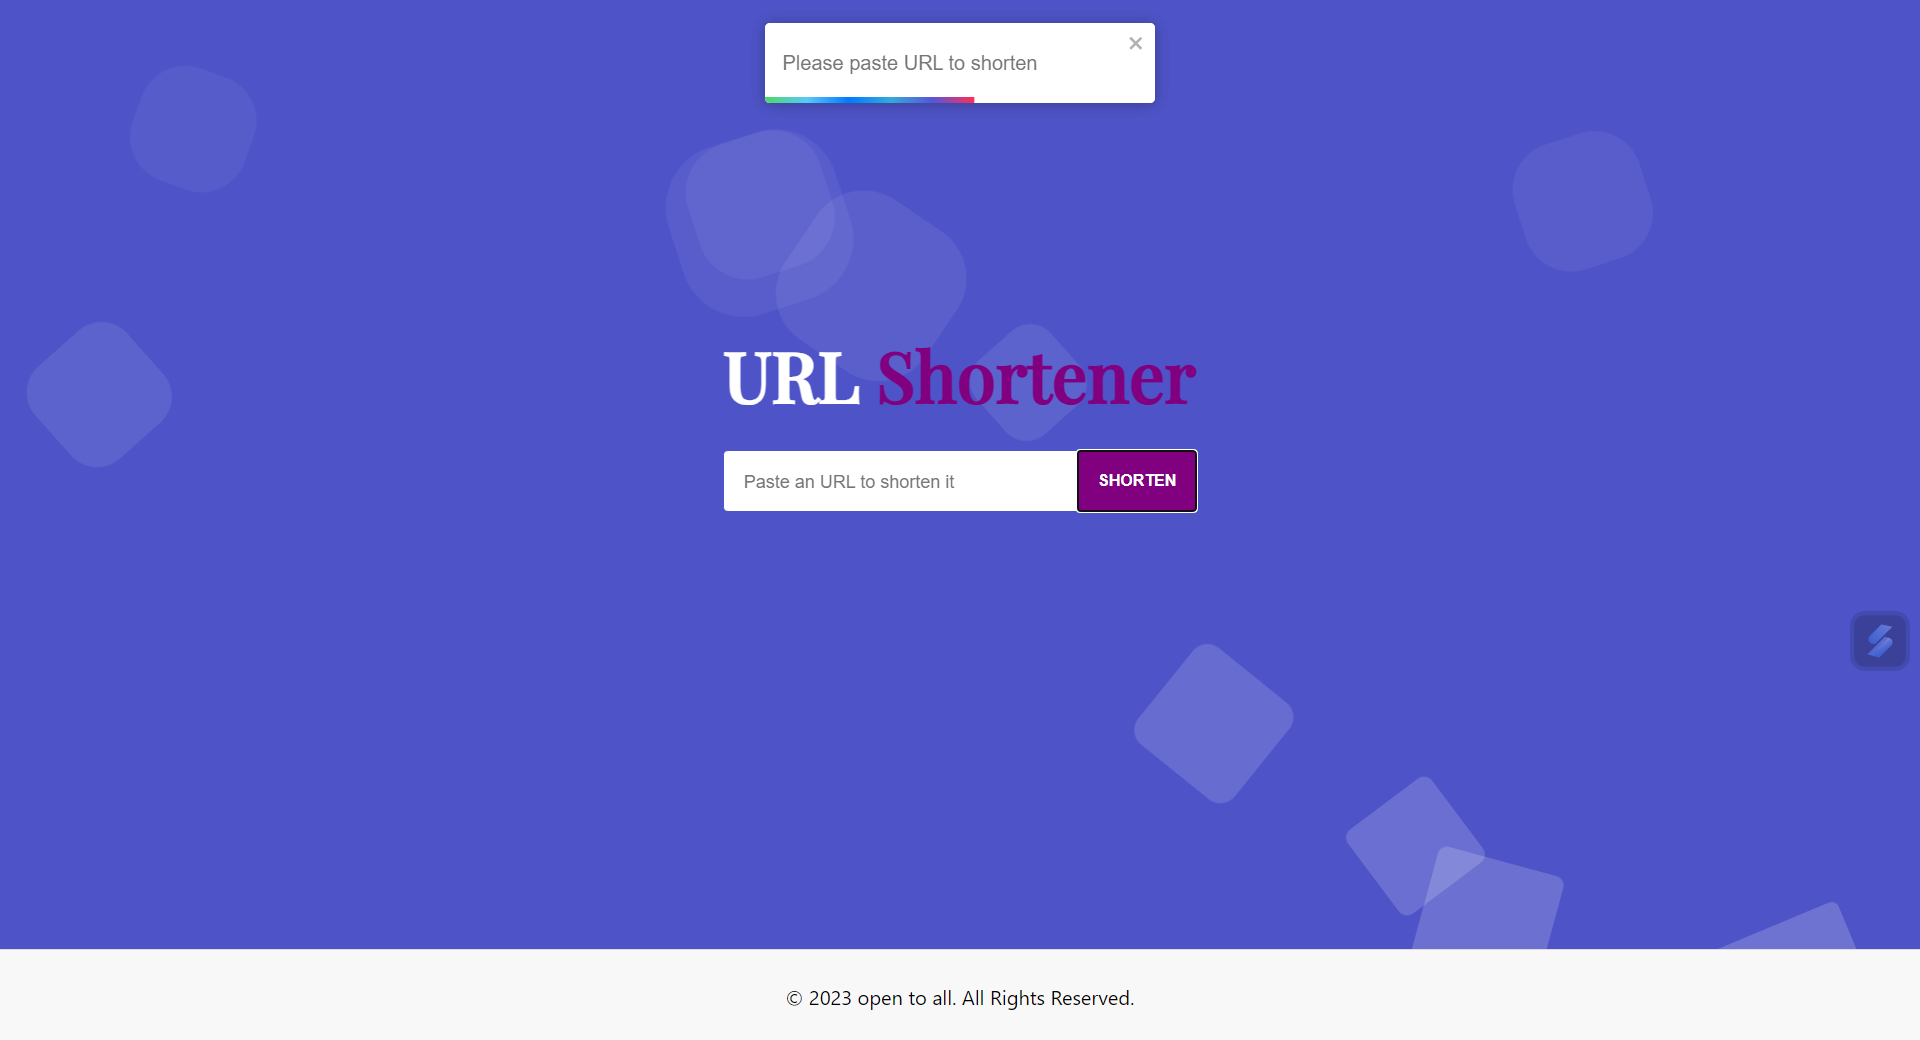 Please paste URL to shorten
URL Shortener
Paste an URL to shorten it
SHORTEN
© 2023 open to all. All Rights Reserved.